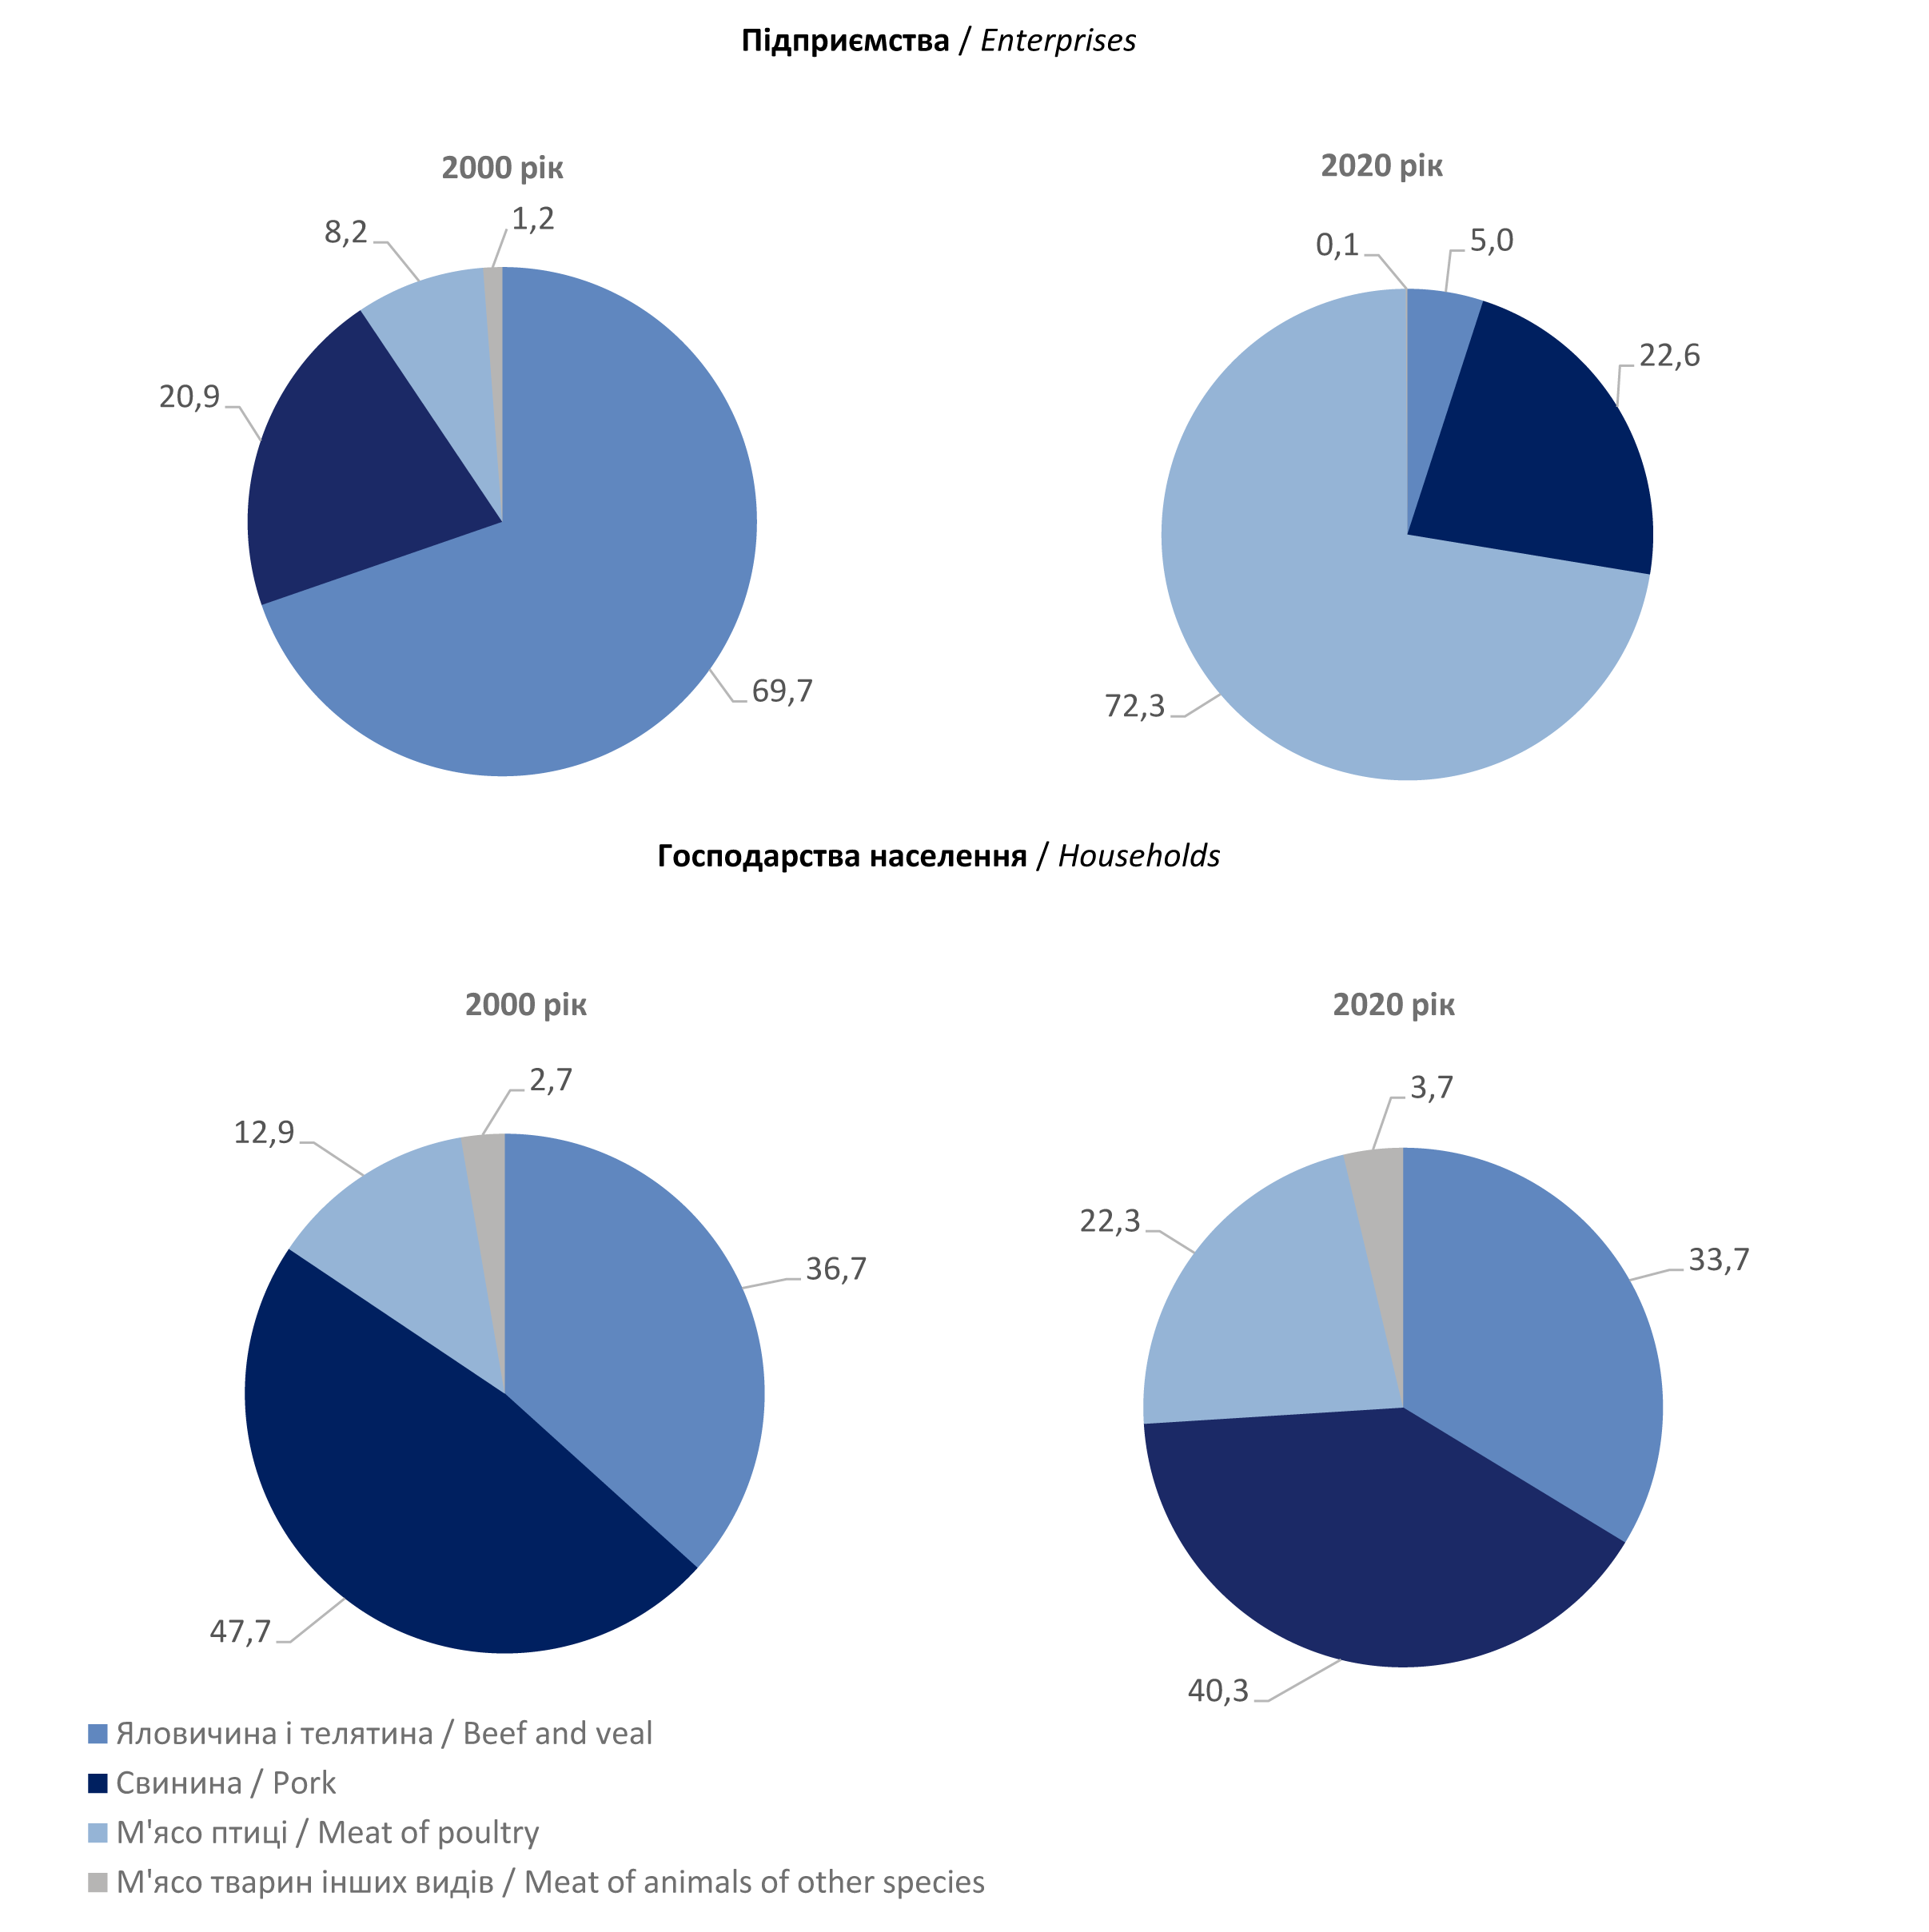 Підприємства / Enterprises
2000 рік
2020 рік
8,2
1,2
20,9
69,7
0,1
5,0
22,6
72,3
Господарства населення / Households
2000 рік
2020 рік
2,7
12,9
36,7
47,7
3,7
22,3
33,7
40,3
Яловичина і телятина / Beef and veal
Свинина / Pork
М'ясо птиці / Meat of poultry
М'ясо тварин інших видів / Meat of animals of other species